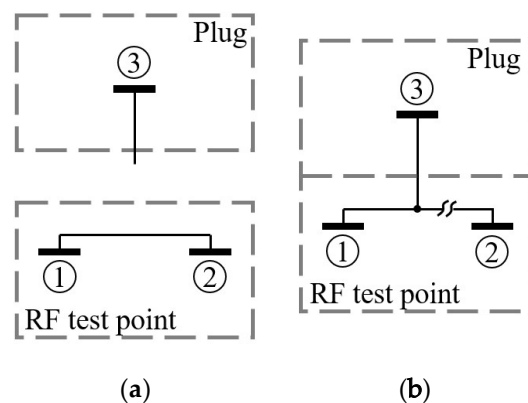 Plug
③
① ②
RF test point
(a)
Plug
③
① ②
RF test point
(b)